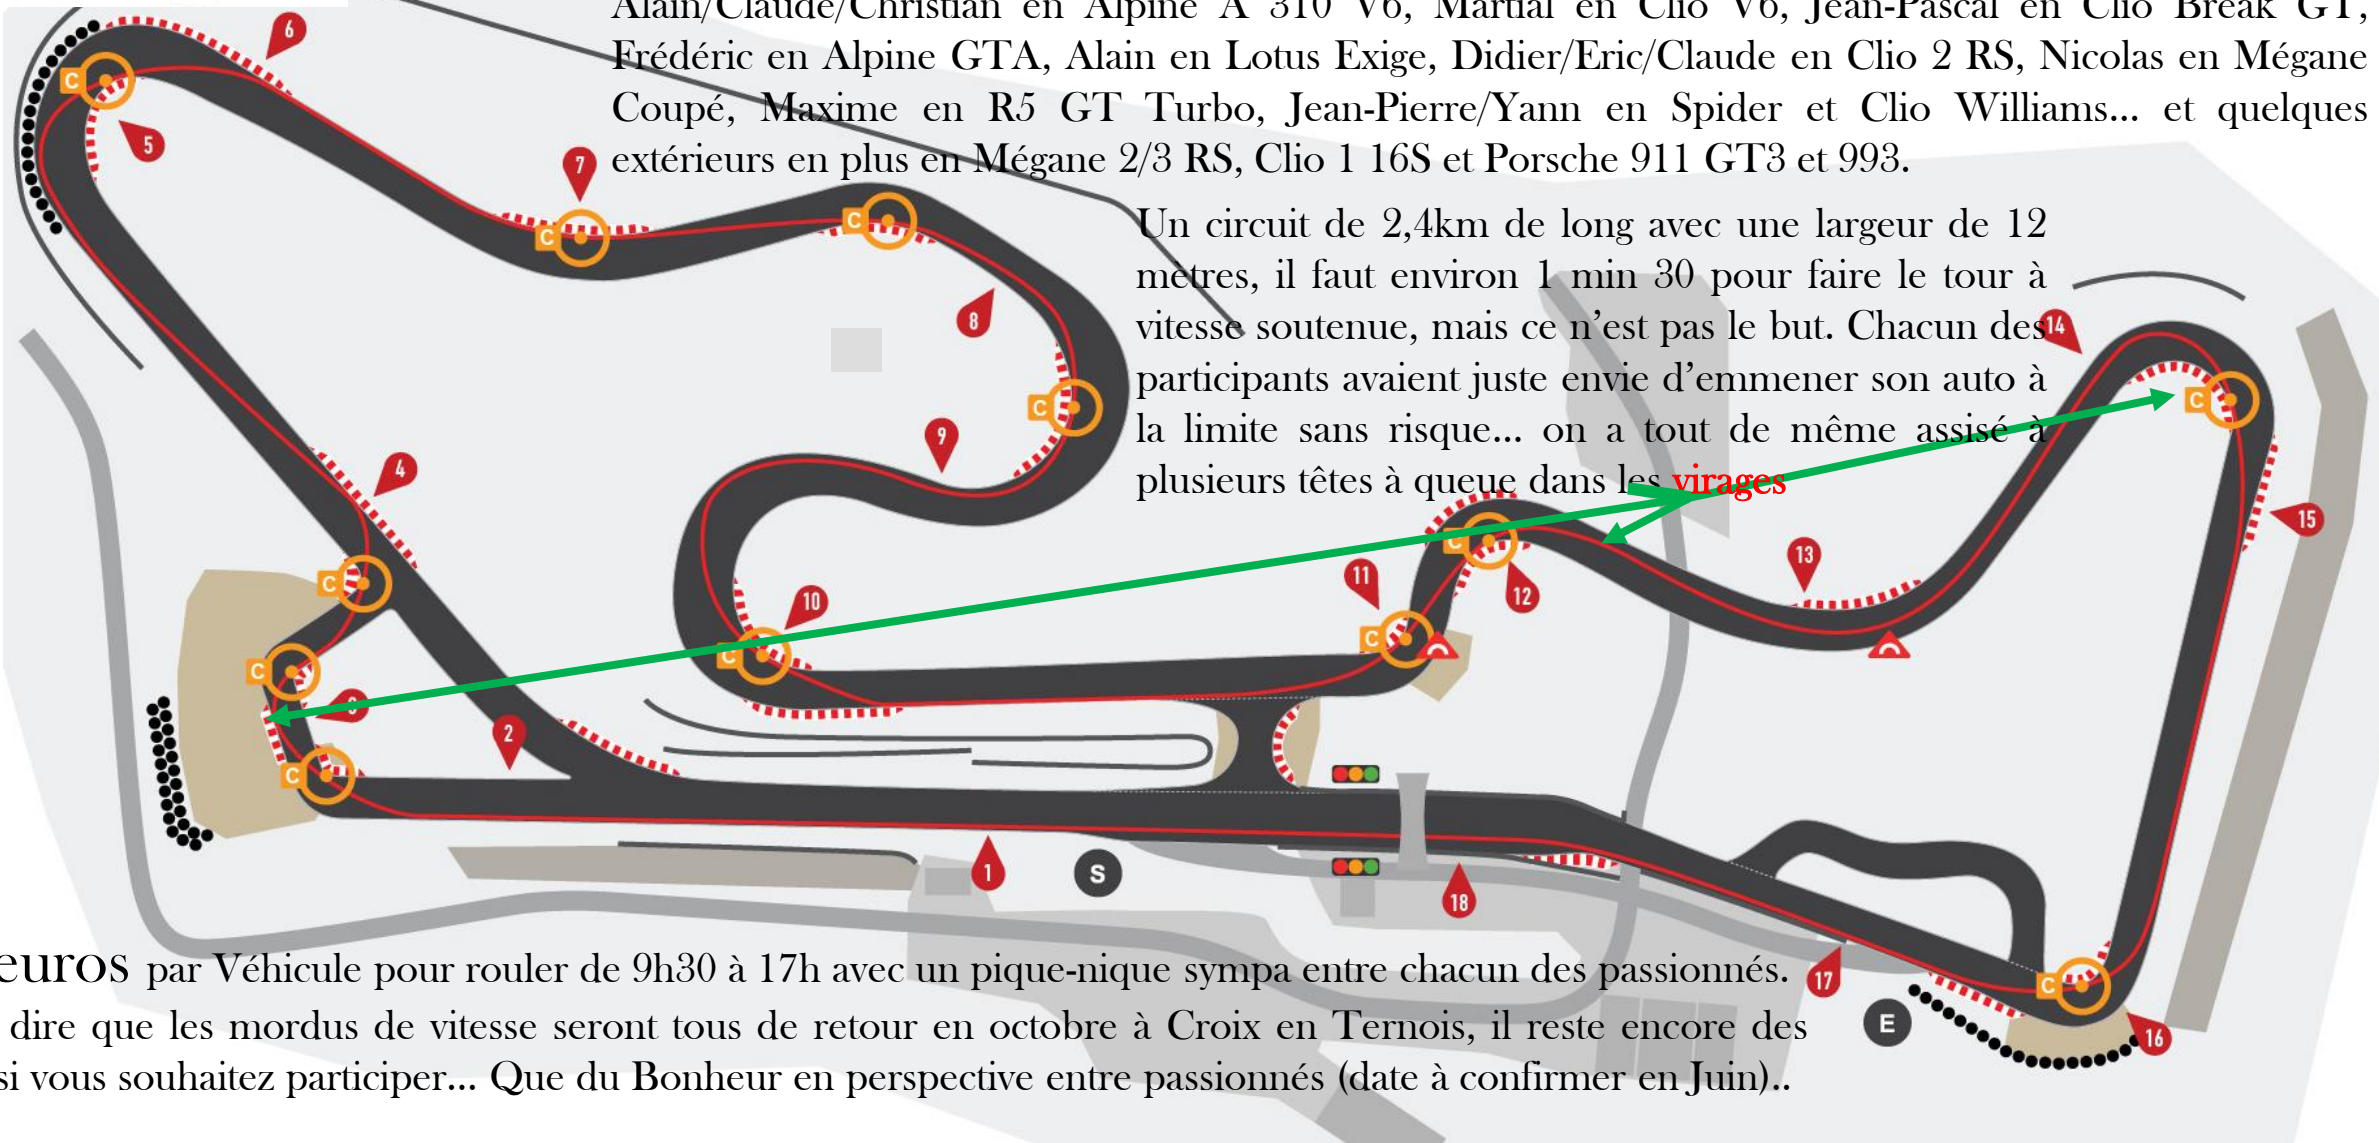 Alain/Claude/Christian en Alpine A 310 V6, Martial en Clio V6, Jean-Pascal en Clio Break GT,
Frédéric en Alpine GTA, Alain en Lotus Exige, Didier/Eric/Claude en Clio 2 RS, Nicolas en Mégane
Coupé, Maxime en R5 GT Turbo, Jean-Pierre/Yann en Spider et Clio Williams... et quelques
extérieurs en plus en Mégane 2/3 RS, Clio 1 16S et Porsche 911 GT3 et 993.
Un circuit de 2,4km de long avec une largeur de 12
mètres, il faut environ 1 min 30 pour faire le tour à
vitesse soutenue, mais ce n'est pas le but. Chacun des
participants avaient juste envie d'emmener son auto à
la limite sans risque... on a tout de même assisé à
plusieurs têtes à queue dans les virages
6
C
5
7
C
C
8
C
9
14
C
4
C
10
C
11
C
12
C
13
15
C
3
2
C
1
S
18
17
E
C
16
euros par Véhicule pour rouler de 9h30 à 17h avec un pique-nique sympa entre chacun des passionnés.
dire que les mordus de vitesse seront tous de retour en octobre à Croix en Ternois, il reste encore des
si vous souhaitez participer... Que du Bonheur en perspective entre passionnés (date à confirmer en Juin)..